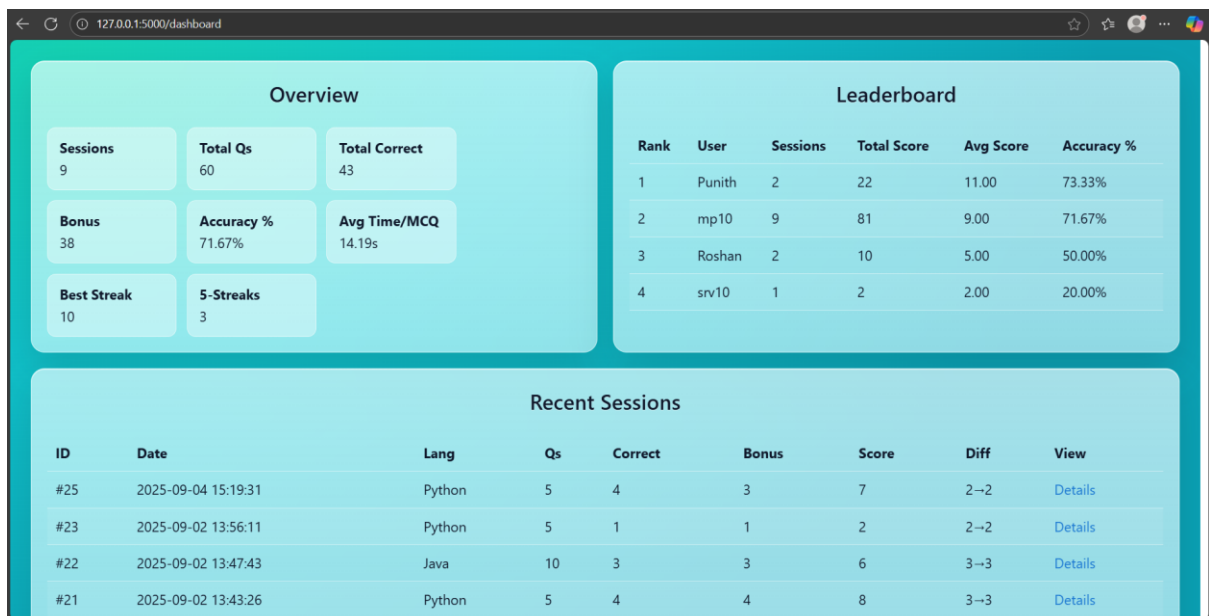 127.0.0.1:5000/dashboard
Overview
Sessions Total Qs Total Correct
9 60 43
Bonus Accuracy % Avg Time/MCQ
38 71.67% 14.19s
Best Streak 5-Streaks
10 3
Leaderboard
Rank User Sessions Total Score Avg Score Accuracy %
1 Punith 2 22 11.00 73.33%
2 mp10 9 81 9.00 71.67%
3 Roshan 2 10 5.00 50.00%
4 srv10 1 2 2.00 20.00%
Recent Sessions
ID Date Lang Qs Correct Bonus Score Diff View
#25 2025-09-04 15:19:31 Python 5 4 3 7 2→2 Details
#23 2025-09-02 13:56:11 Python 5 1 1 2 2→2 Details
#22 2025-09-02 13:47:43 Java 10 3 3 6 3→3 Details
#21 2025-09-02 13:43:26 Python 5 4 4 8 3→3 Details